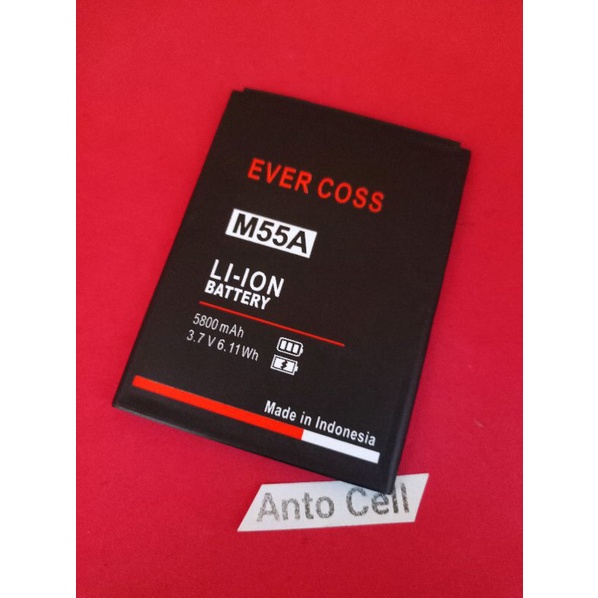 EVER COSS
M55A
LI-ION
BATTERY
5800 mAh
3.7 V 6.11Wh
Made in Indonesia
Anto Cell